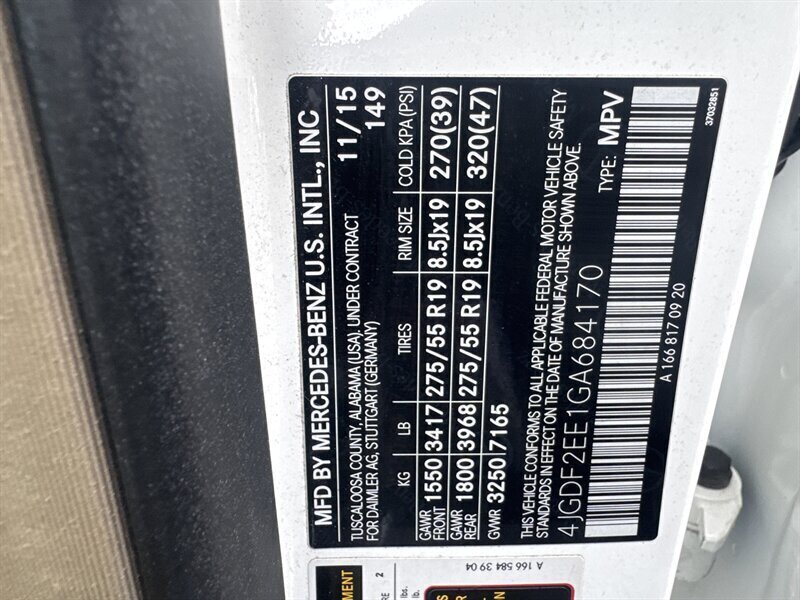 MFD BY MERCEDES-BENZ U.S. INTL., INC
TUSCALOOSA COUNTY, ALABAMA (USA), UNDER CONTRACT 11/15
FOR DAIMLER AG, STUTTGART (GERMANY) 149
KG LB TIRES RIM SIZE COLD KPA (PSI)
GAWR FRONT 1550 3417 275/55 R19 8.5Jx19 270(39)
GAWR REAR 1800 3968 275/55 R19 8.5Jx19 320(47)
GVWR 3250 7165
THIS VEHICLE CONFORMS TO ALL APPLICABLE FEDERAL MOTOR VEHICLE SAFETY
STANDARDS IN EFFECT ON THE DATE OF MANUFACTURE SHOWN ABOVE.
4JGDF2EE1GA684170 TYPE: MPV
A 166 817 09 20 37032851
A 166 584 39 04
2